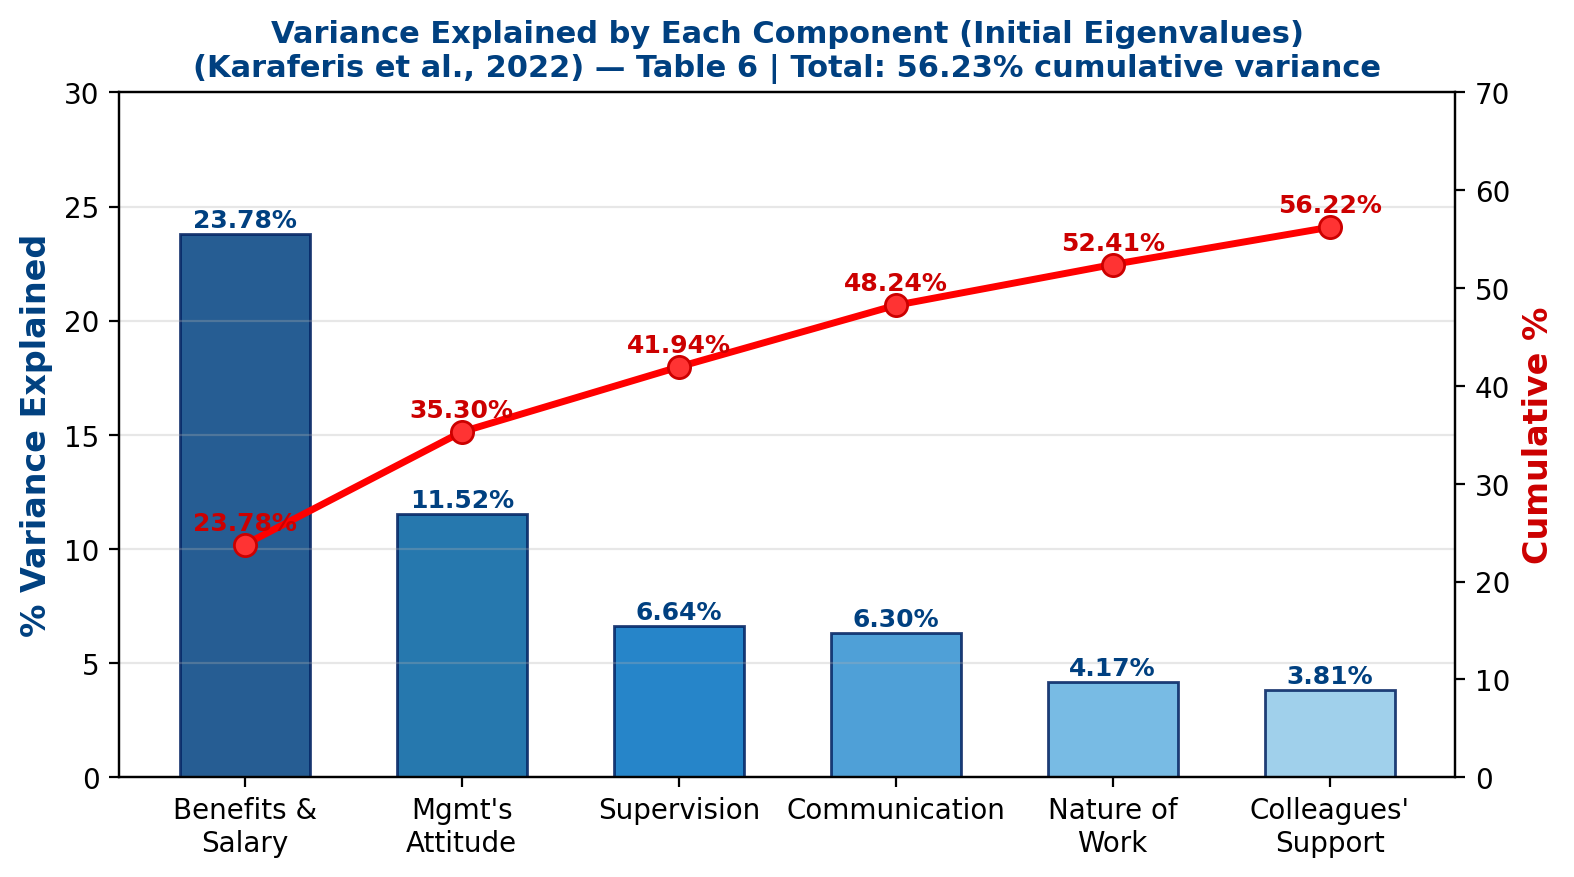 Variance Explained by Each Component (Initial Eigenvalues)
(Karaferis et al., 2022) — Table 6 | Total: 56.23% cumulative variance
% Variance Explained
30
25
20
15
10
5
0
70
60
50
40
30
20
10
0
Cumulative %
23.78%
11.52%
6.64%
6.30%
4.17%
3.81%
23.78%
35.30%
41.94%
48.24%
52.41%
56.22%
Benefits &
Salary
Mgmt's
Attitude
Supervision
Communication
Nature of
Work
Colleagues'
Support